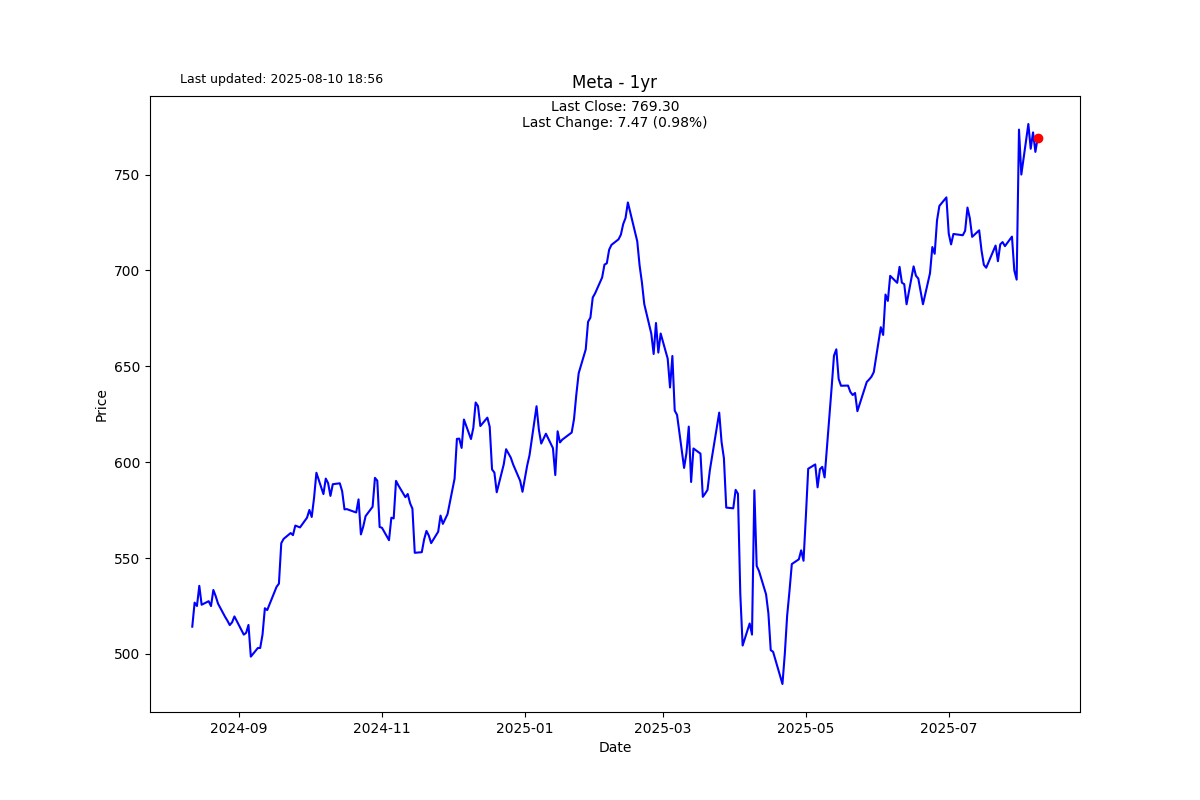 Last updated: 2025-08-10 18:56
Meta - 1yr
Last Close: 769.30
Last Change: 7.47 (0.98%)
Price
750
700
650
600
550
500
2024-09
2024-11
2025-01
2025-03
2025-05
2025-07
Date